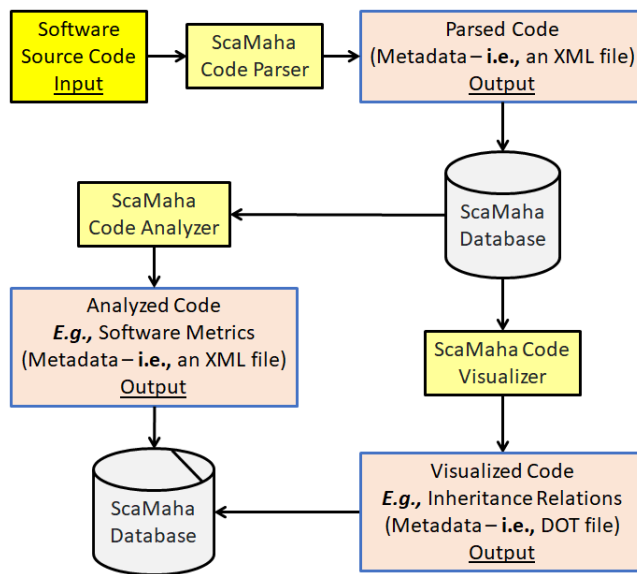 Software
Source Code
Input
ScaMaha
Code Parser
Parsed Code
(Metadata – i.e., an XML file)
Output
ScaMaha
Database
ScaMaha
Code Analyzer
Analyzed Code
E.g., Software Metrics
(Metadata – i.e., an XML file)
Output
ScaMaha Code
Visualizer
Visualized Code
E.g., Inheritance Relations
(Metadata – i.e., DOT file)
Output
ScaMaha
Database